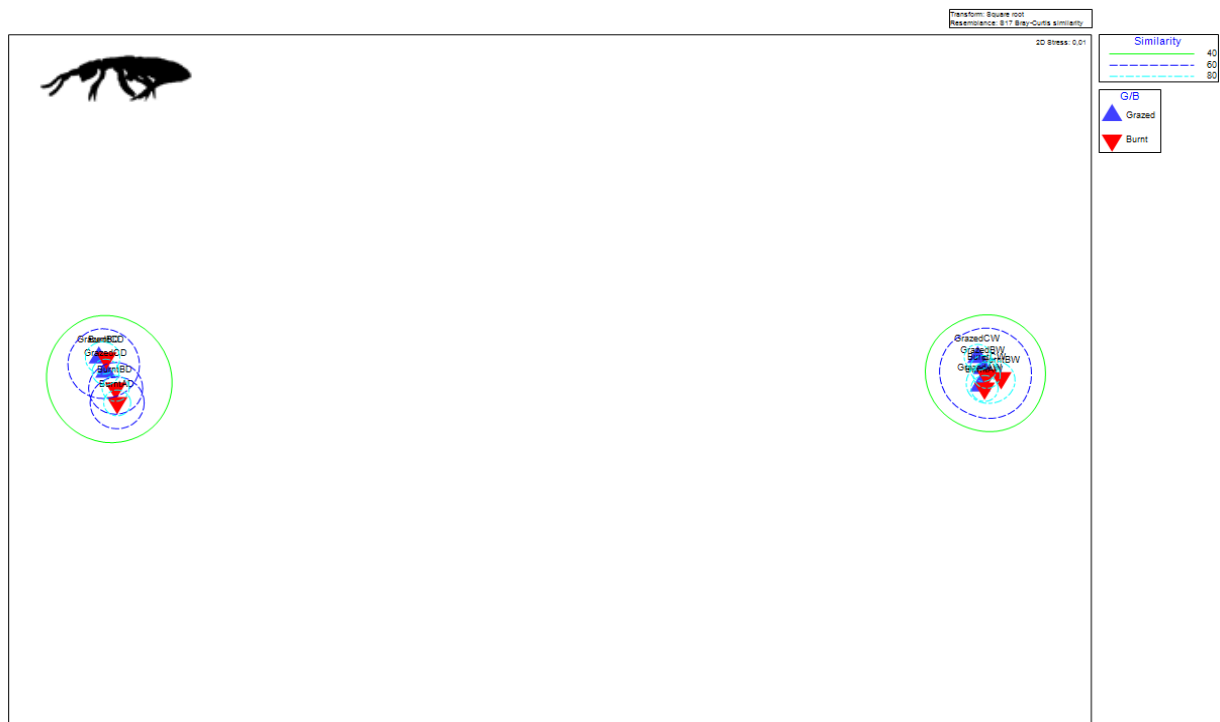 Transform: Square root
Resemblance: S17 Bray-Curtis similarity
2D Stress: 0,01
Similarity
40
60
80
G/B
Grazed
Burnt
GrazedCD
BurntBD
BurntAD
GrazedCW
GrazedBW
BurntBW